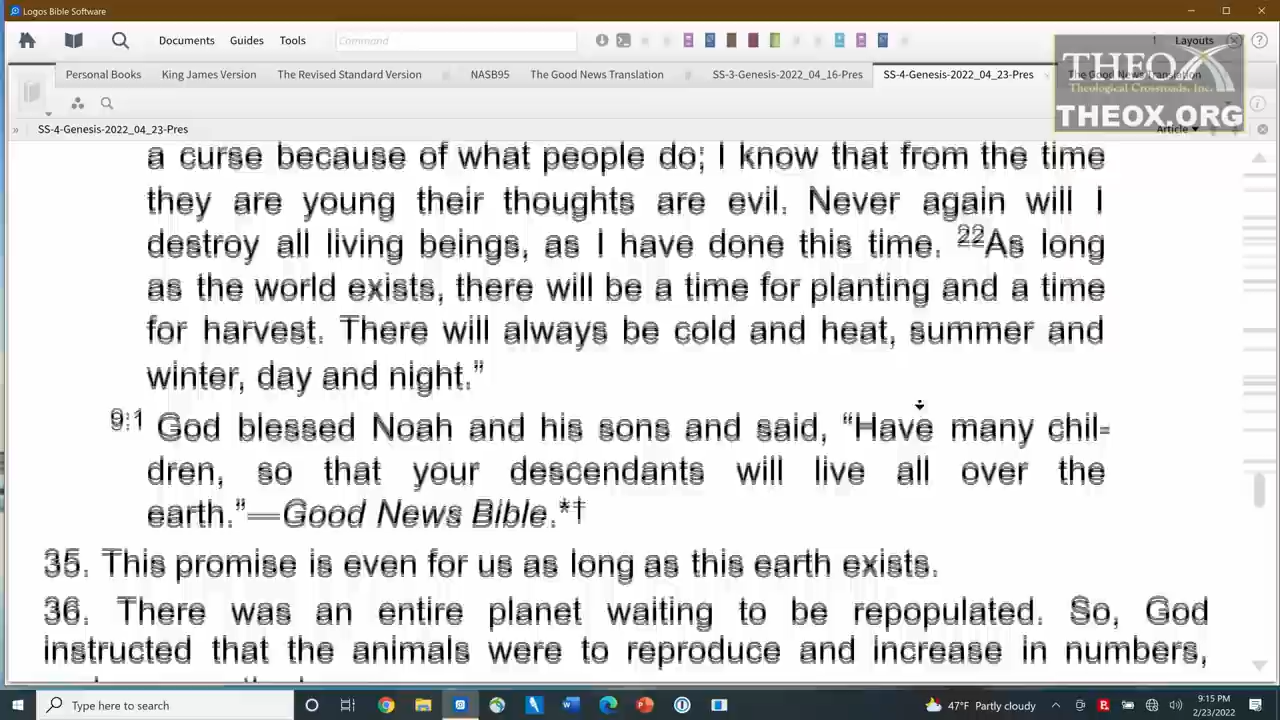 Logos Bible Software
Documents Guides Tools Command 1 Layouts
THEOX
Theological Crossroads, Inc.
THEOX.ORG
Personal Books King James Version The Revised Standard Version NASB95 The Good News Translation SS-3-Genesis-2022_04_16-Pres SS-4-Genesis-2022_04_23-Pres The Good News Translation
» SS-4-Genesis-2022_04_23-Pres Article
a curse because of what people do; I know that from the time
they are young their thoughts are evil. Never again will I
destroy all living beings, as I have done this time. 22As long
as the world exists, there will be a time for planting and a time
for harvest. There will always be cold and heat, summer and
winter, day and night.”
9:1 God blessed Noah and his sons and said, “Have many chil-
dren, so that your descendants will live all over the
earth.”—Good News Bible.*†
35. This promise is even for us as long as this earth exists.
36. There was an entire planet waiting to be repopulated. So, God
instructed that the animals were to reproduce and increase in numbers,
Type here to search
47°F Partly cloudy
9:15 PM
2/23/2022